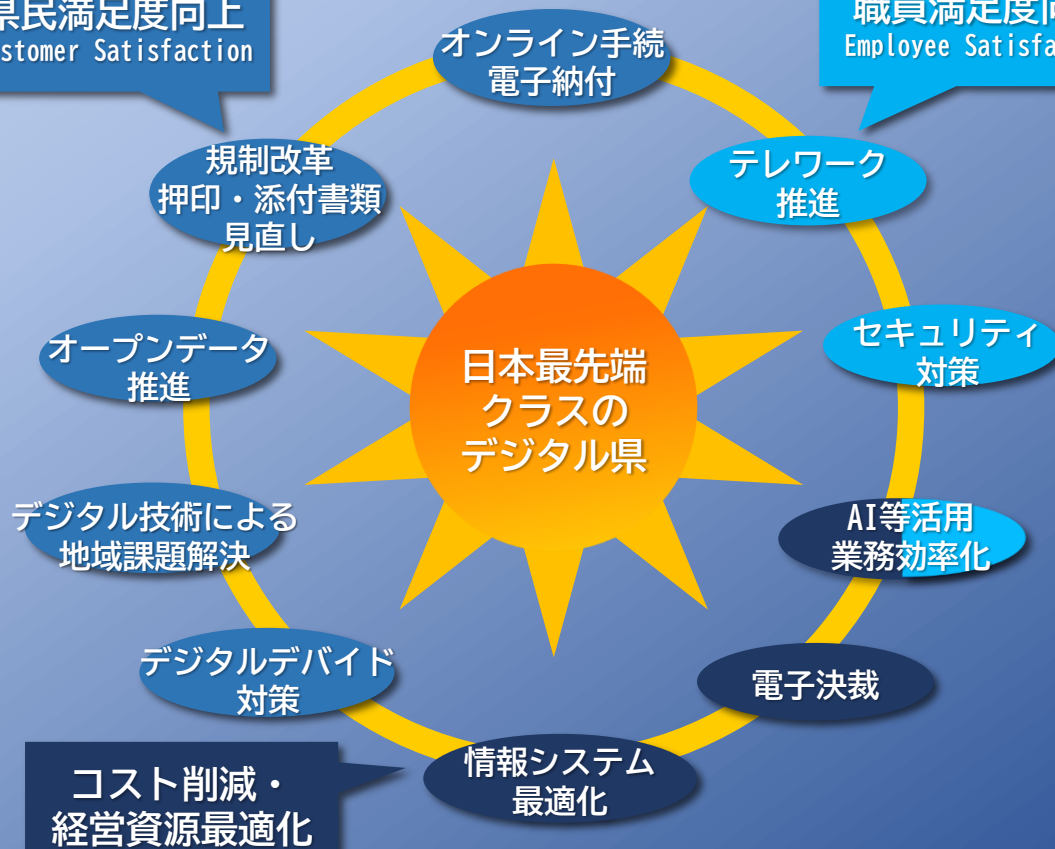 県民満足度向上
stomer Satisfaction
職員満足度向
Employee Satisfa
オンライン手続
電子納付
規制改革
押印・添付書類
見直し
テレワーク
推進
オープンデータ
推進
セキュリティ
対策
日本最先端
クラスの
デジタル県
デジタル技術による
地域課題解決
AI等活用
業務効率化
デジタルデバイド
対策
電子決裁
情報システム
最適化
コスト削減・
経営資源最適化